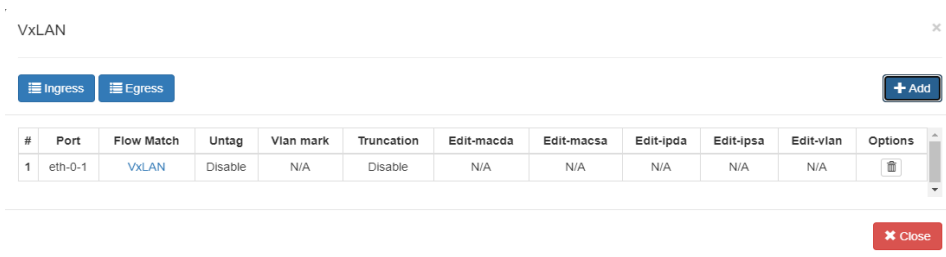 VxLAN ×
Ingress Egress + Add
# Port Flow Match Untag Vlan mark Truncation Edit-macda Edit-macsa Edit-ipda Edit-ipsa Edit-vlan Options
1 eth-0-1 VxLAN Disable N/A Disable N/A N/A N/A N/A N/A
✖ Close